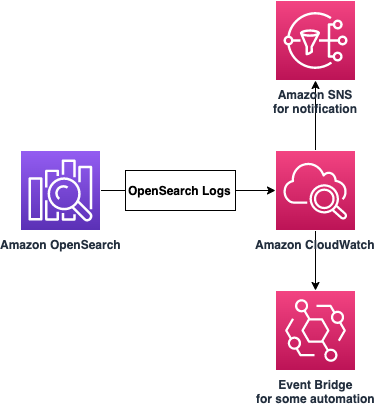 Amazon SNS
for notification
OpenSearch Logs
Amazon OpenSearch
Amazon CloudWatch
Event Bridge
for some automation